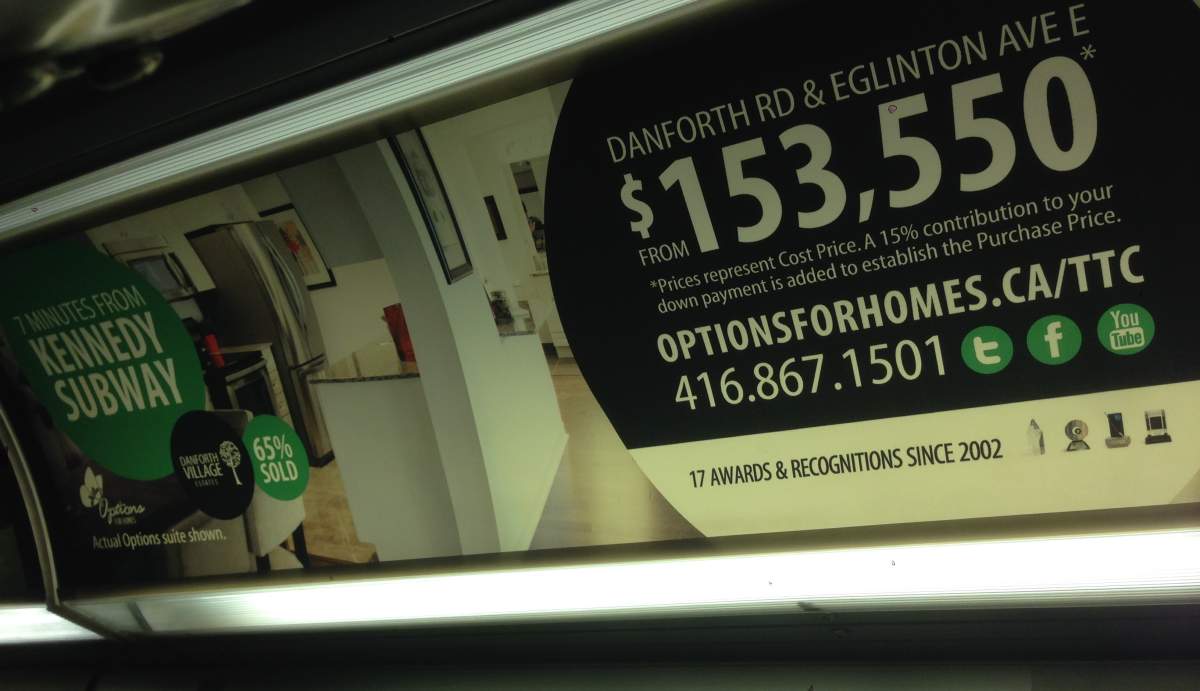 7 MINUTES FROM
KENNEDY
SUBWAY
DANFORTH
VILLAGE
ESTATES
65%
SOLD
Options
FOR HOMES
Actual Options suite shown.
DANFORTH RD & EGLINTON AVE E
FROM $153,550*
*Prices represent Cost Price. A 15% contribution to your
down payment is added to establish the Purchase Price.
OPTIONSFORHOMES.CA/TTC
416.867.1501
You
Tube
17 AWARDS & RECOGNITIONS SINCE 2002